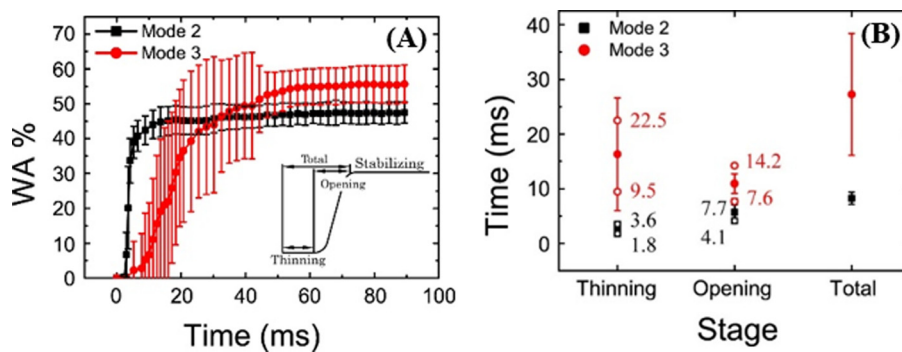 (A)
Mode 2
Mode 3
WA %
70
60
50
40
30
20
10
0
Total
Stabilizing
Opening
Thinning
0 20 40 60 80 100
Time (ms)
(B)
Mode 2
Mode 3
Time (ms)
40
30
20
10
0
22.5
9.5
3.6
1.8
14.2
7.6
7.7
4.1
Thinning Opening Total
Stage